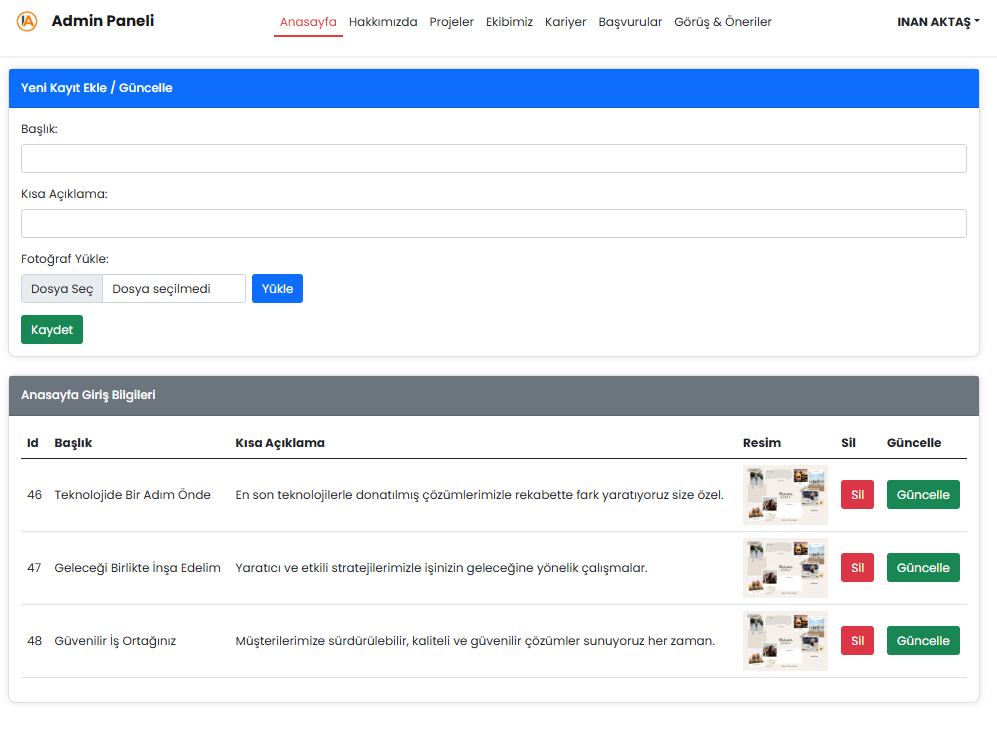 IA Admin Paneli Anasayfa Hakkımızda Projeler Ekibimiz Kariyer Başvurular Görüş & Öneriler INAN AKTAŞ
Yeni Kayıt Ekle / Güncelle
Başlık:
Kısa Açıklama:
Fotoğraf Yükle:
Dosya Seç Dosya seçilmedi Yükle
Kaydet
Anasayfa Giriş Bilgileri
Id Başlık Kısa Açıklama Resim Sil Güncelle
46 Teknolojide Bir Adım Önde En son teknolojilerle donatılmış çözümlerimizle rekabette fark yaratıyoruz size özel. Sil Güncelle
47 Geleceği Birlikte İnşa Edelim Yaratıcı ve etkili stratejilerimizle işinizin geleceğine yönelik çalışmalar. Sil Güncelle
48 Güvenilir İş Ortağınız Müşterilerimize sürdürülebilir, kaliteli ve güvenilir çözümler sunuyoruz her zaman. Sil Güncelle